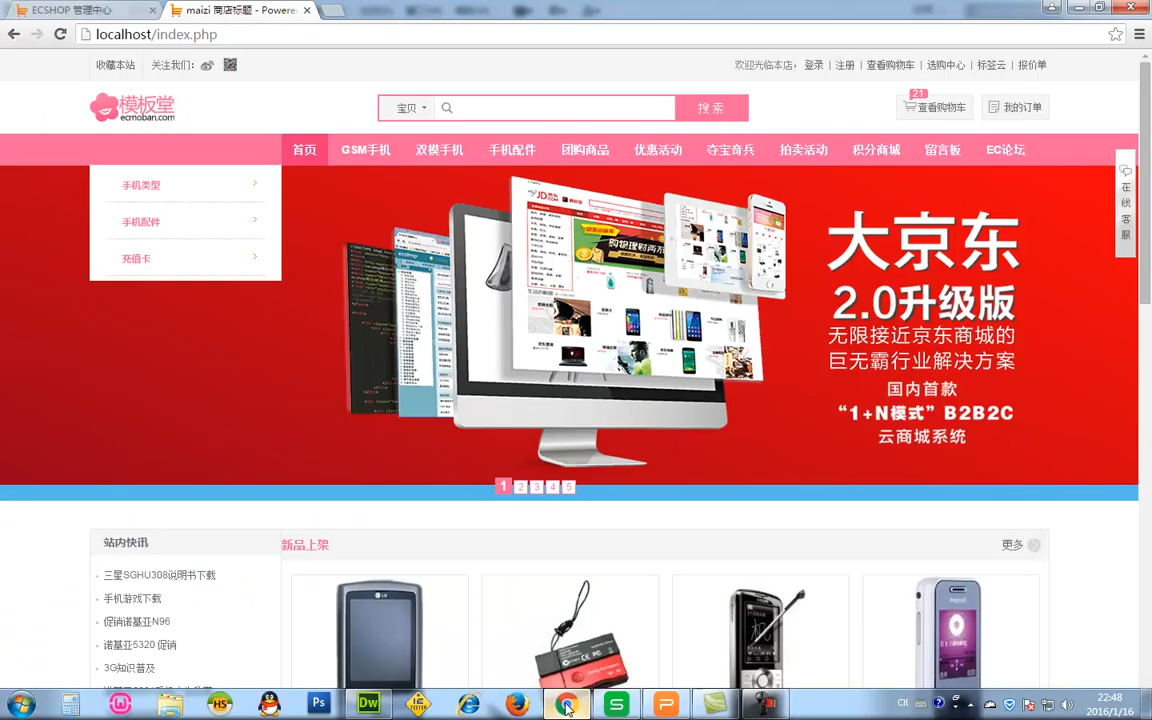 ECSHOP 管理中心
maizi 商店标题 - Powere
localhost/index.php
收藏本站 关注我们:
欢迎光临本店, 登录 | 注册 | 查看购物车 | 选购中心 | 标签云 | 报价单
模板堂
ecmoban.com
宝贝
搜索
21
查看购物车
我的订单
首页 GSM手机 双模手机 手机配件 团购商品 优惠活动 夺宝奇兵 拍卖活动 积分商城 留言板 EC论坛
手机类型
手机配件
充值卡
在线客服
JD
大京东
2.0升级版
无限接近京东商城的
巨无霸行业解决方案
国内首款
“1+N模式” B2B2C
云商城系统
1 2 3 4 5
站内快讯
新品上架
更多
三星SGHU308说明书下载
手机游戏下载
促销诺基亚N96
诺基亚5320 促销
3G知识普及
LG
HS
Ps
Dw
S
P
CH
22:48
2016/1/16